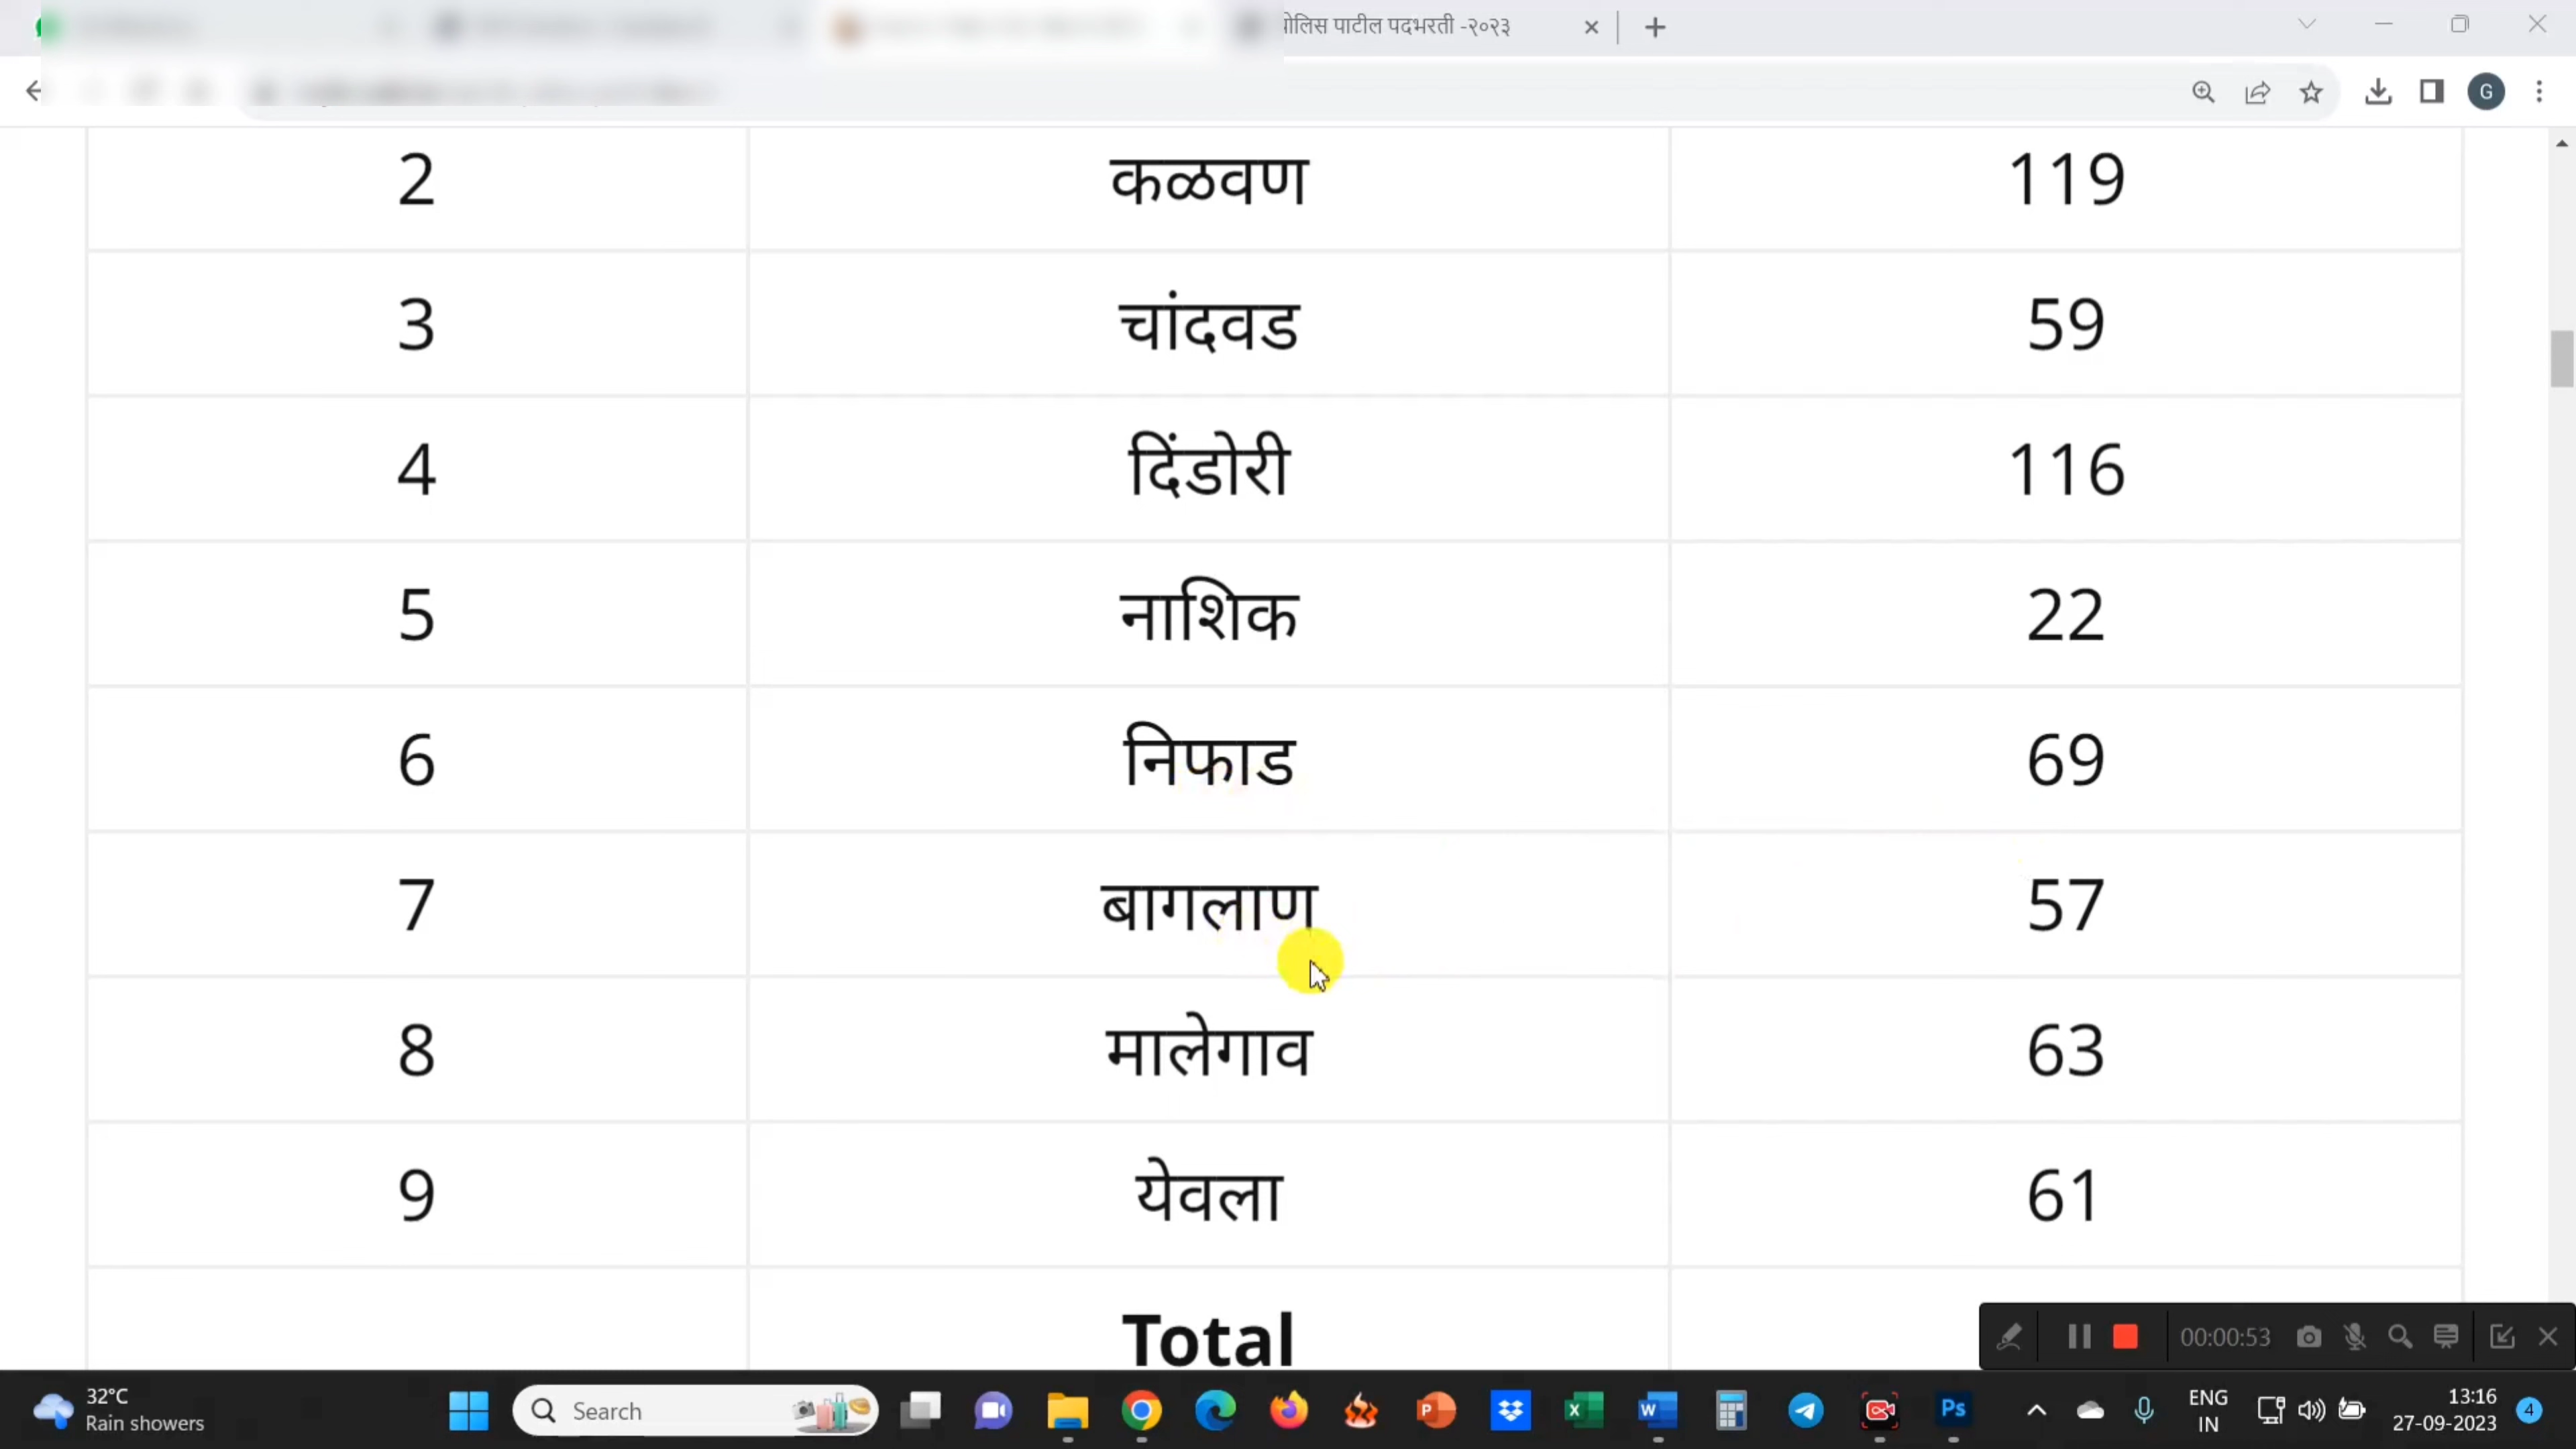 पोलिस पाटील पदभरती -२०२३
G
2 कळवण 119
3 चांदवड 59
4 दिंडोरी 116
5 नाशिक 22
6 निफाड 69
7 बागलाण 57
8 मालेगाव 63
9 येवला 61
Total
00:00:53
32°C
Rain showers
Search
ENG
IN
13:16
27-09-2023
4